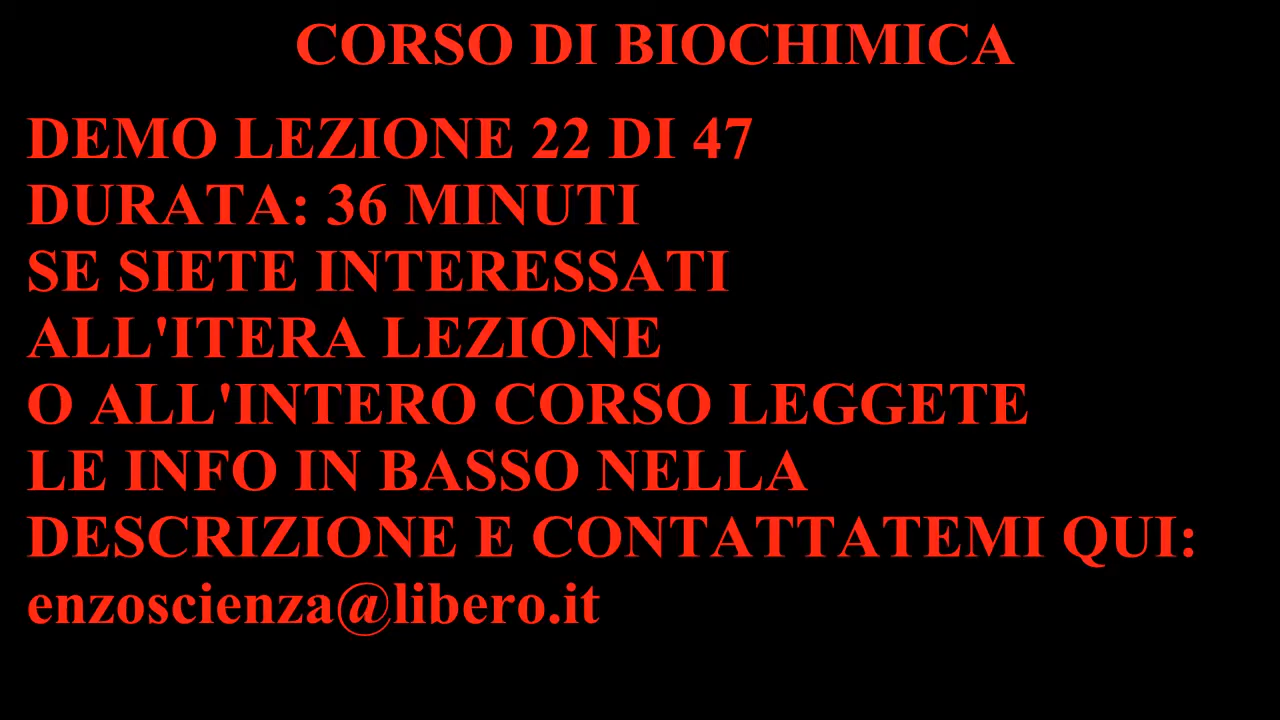 CORSO DI BIOCHIMICA
DEMO LEZIONE 22 DI 47
DURATA: 36 MINUTI
SE SIETE INTERESSATI
ALL'ITERA LEZIONE
O ALL'INTERO CORSO LEGGETE
LE INFO IN BASSO NELLA
DESCRIZIONE E CONTATTATEMI QUI:
enzoscienza@libero.it